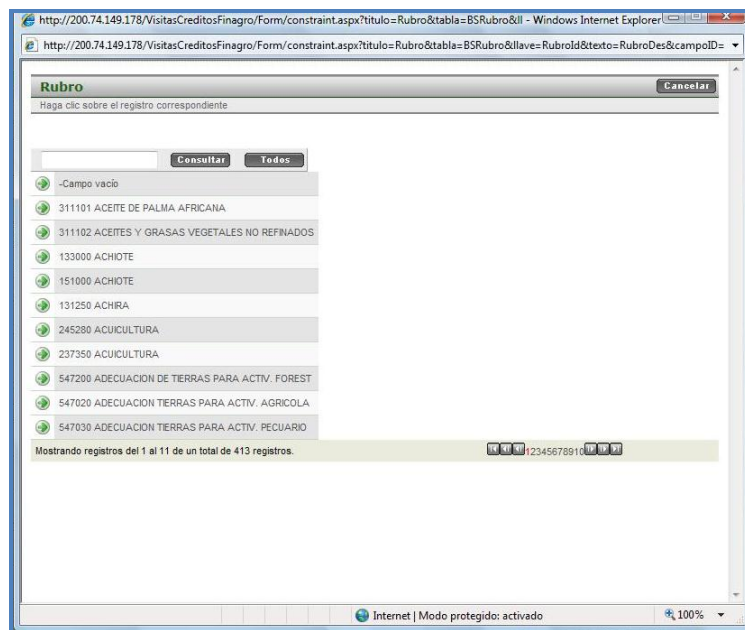 http://200.74.149.178/VisitasCreditosFinagro/Form/constraint.aspx?titulo=Rubro&tabla=BSRubro&ll - Windows Internet Explorer
http://200.74.149.178/VisitasCreditosFinagro/Form/constraint.aspx?titulo=Rubro&tabla=BSRubro&llave=RubroId&texto=RubroDes&campoID=
Rubro Cancelar
Haga clic sobre el registro correspondiente
Consultar Todos
-Campo vacío
311101 ACEITE DE PALMA AFRICANA
311102 ACEITES Y GRASAS VEGETALES NO REFINADOS
133000 ACHIOTE
151000 ACHIOTE
131250 ACHIRA
245280 ACUICULTURA
237350 ACUICULTURA
547200 ADECUACION DE TIERRAS PARA ACTIV. FOREST
547020 ADECUACION TIERRAS PARA ACTIV. AGRICOLA
547030 ADECUACION TIERRAS PARA ACTIV. PECUARIO
Mostrando registros del 1 al 11 de un total de 413 registros. 12345678910
Internet | Modo protegido: activado 100%